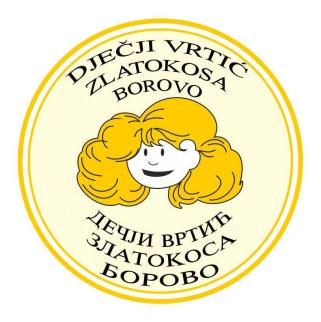 DJEČJI VRTIĆ
ZLATOKOSA
BOROVO
ДЕЧЈИ ВРТИЋ
ЗЛАТОКОСА
БОРОВО